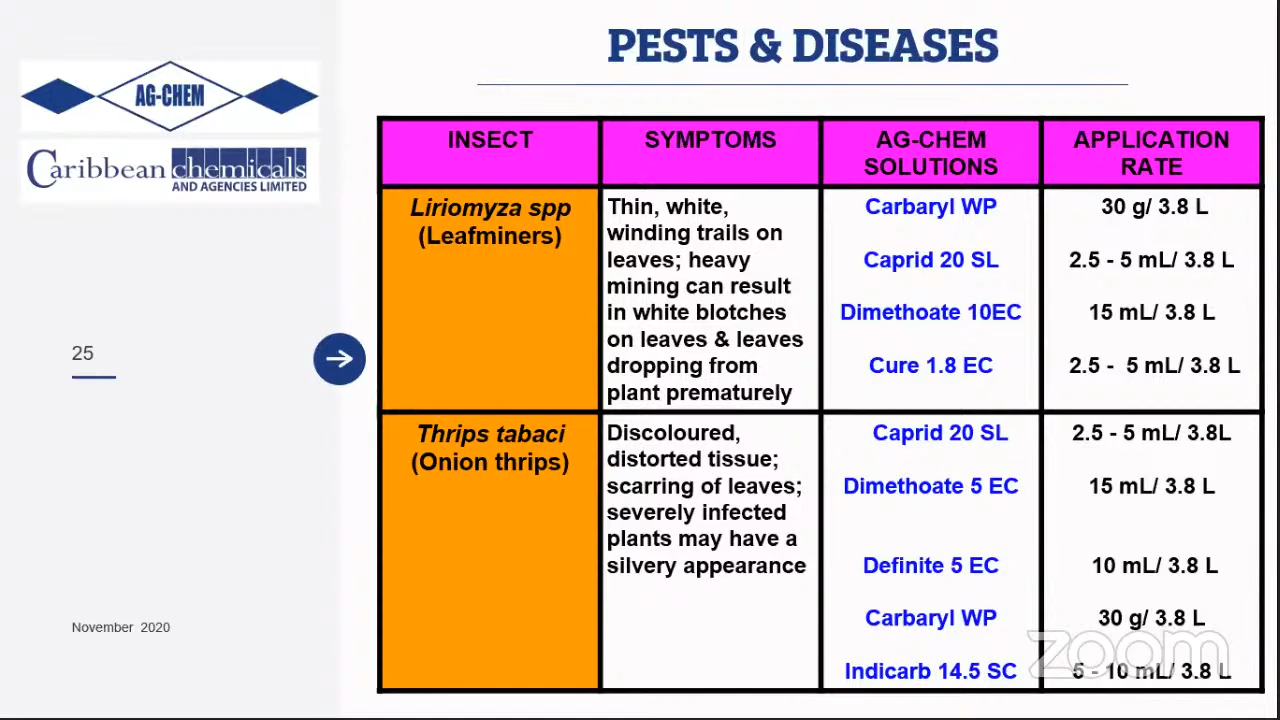 PESTS & DISEASES
AG-CHEM
Caribbean chemicals
AND AGENCIES LIMITED
25
November 2020
INSECT
SYMPTOMS
AG-CHEM
SOLUTIONS
APPLICATION
RATE
Liriomyza spp
(Leafminers)
Thin, white,
winding trails on
leaves; heavy
mining can result
in white blotches
on leaves & leaves
dropping from
plant prematurely
Carbaryl WP
30 g/ 3.8 L
Caprid 20 SL
2.5 - 5 mL/ 3.8 L
Dimethoate 10EC
15 mL/ 3.8 L
Cure 1.8 EC
2.5 - 5 mL/ 3.8 L
Thrips tabaci
(Onion thrips)
Discoloured,
distorted tissue;
scarring of leaves;
severely infected
plants may have a
silvery appearance
Caprid 20 SL
2.5 - 5 mL/ 3.8L
Dimethoate 5 EC
15 mL/ 3.8 L
Definite 5 EC
10 mL/ 3.8 L
Carbaryl WP
30 g/ 3.8 L
Indicarb 14.5 SC
5 - 10 mL/ 3.8 L
zoom